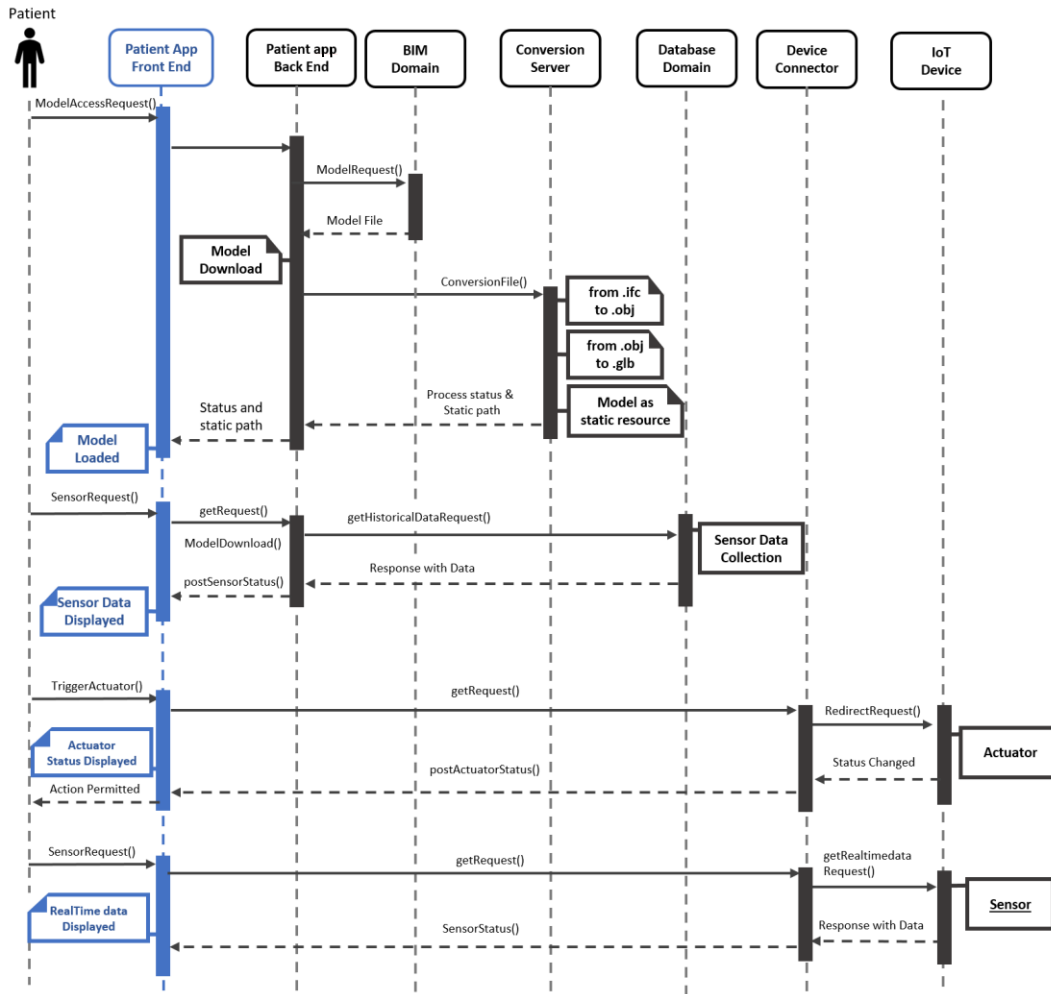 Patient
Patient App
Front End
Patient app
Back End
BIM
Domain
Conversion
Server
Database
Domain
Device
Connector
IoT
Device
ModelAccessRequest()
ModelRequest()
Model File
Model
Download
ConversionFile()
from .ifc
to .obj
from .obj
to .glb
Process status &
Static path
Model as
static resource
Status and
static path
Model
Loaded
SensorRequest()
getRequest()
getHistoricalDataRequest()
ModelDownload()
Sensor Data
Collection
Response with Data
postSensorStatus()
Sensor Data
Displayed
TriggerActuator()
getRequest()
RedirectRequest()
Actuator
Status Displayed
Actuator
Status Changed
postActuatorStatus()
Action Permitted
SensorRequest()
getRequest()
getRealtimedata
Request()
RealTime data
Displayed
Sensor
Response with Data
SensorStatus()